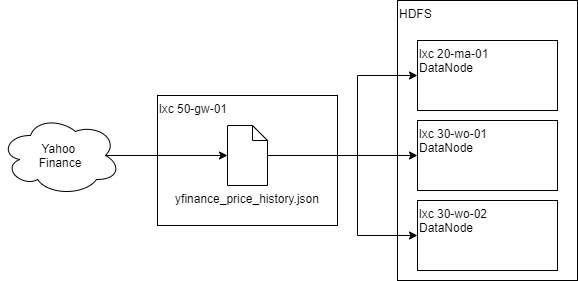 HDFS
lxc 20-ma-01
DataNode
lxc 50-gw-01
Yahoo
Finance
yfinance_price_history.json
lxc 30-wo-01
DataNode
lxc 30-wo-02
DataNode